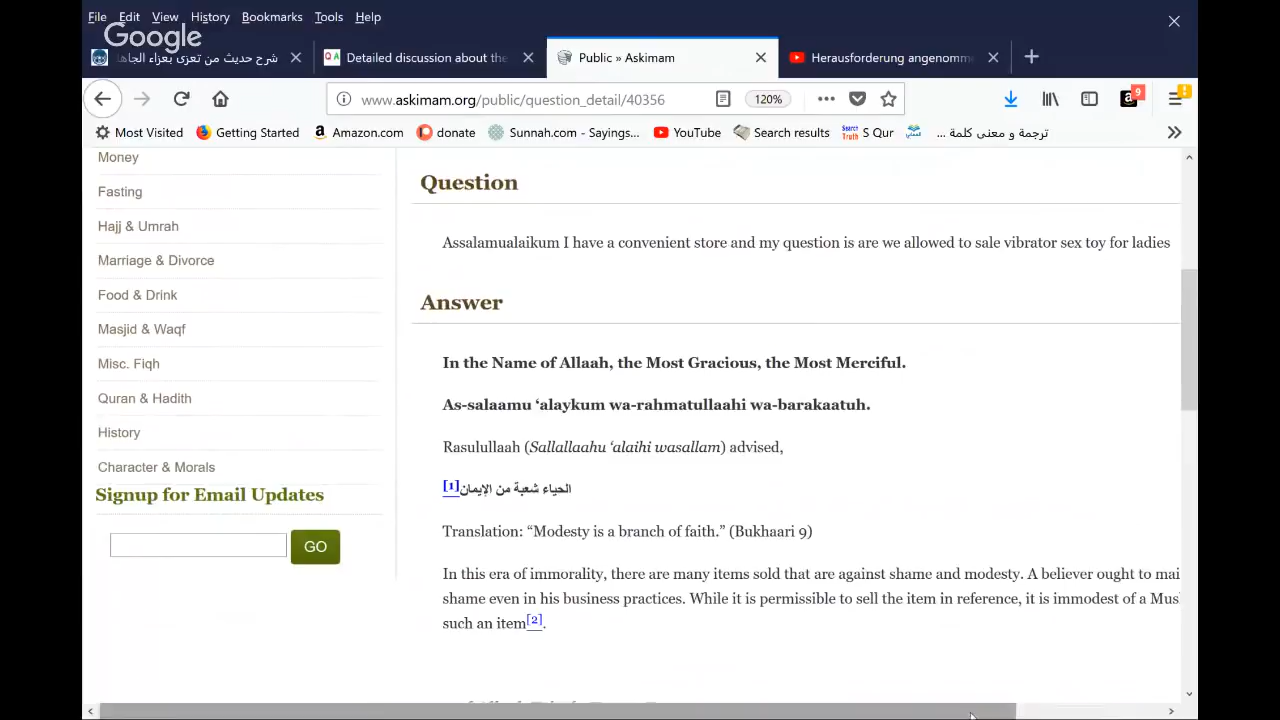 File Edit View History Bookmarks Tools Help
Google
شرح حديث من تعزى بعزاء الجاها
Detailed discussion about the
Public » Askimam
Herausforderung angenomm
www.askimam.org/public/question_detail/40356
120%
9
Most Visited Getting Started Amazon.com donate Sunnah.com - Sayings... YouTube Search results Search Truth S Qur ترجمة و معنى كلمة ...
Money
Fasting
Hajj & Umrah
Marriage & Divorce
Food & Drink
Masjid & Waqf
Misc. Fiqh
Quran & Hadith
History
Character & Morals
Signup for Email Updates
GO
Question
Assalamualaikum I have a convenient store and my question is are we allowed to sale vibrator sex toy for ladies
Answer
In the Name of Allaah, the Most Gracious, the Most Merciful.
As-salaamu ‘alaykum wa-rahmatullaahi wa-barakaatuh.
Rasulullaah (Sallallaahu ‘alaihi wasallam) advised,
الحياء شعبة من الإيمان[1]
Translation: “Modesty is a branch of faith.” (Bukhaari 9)
In this era of immorality, there are many items sold that are against shame and modesty. A believer ought to mai
shame even in his business practices. While it is permissible to sell the item in reference, it is immodest of a Mus
such an item[2].